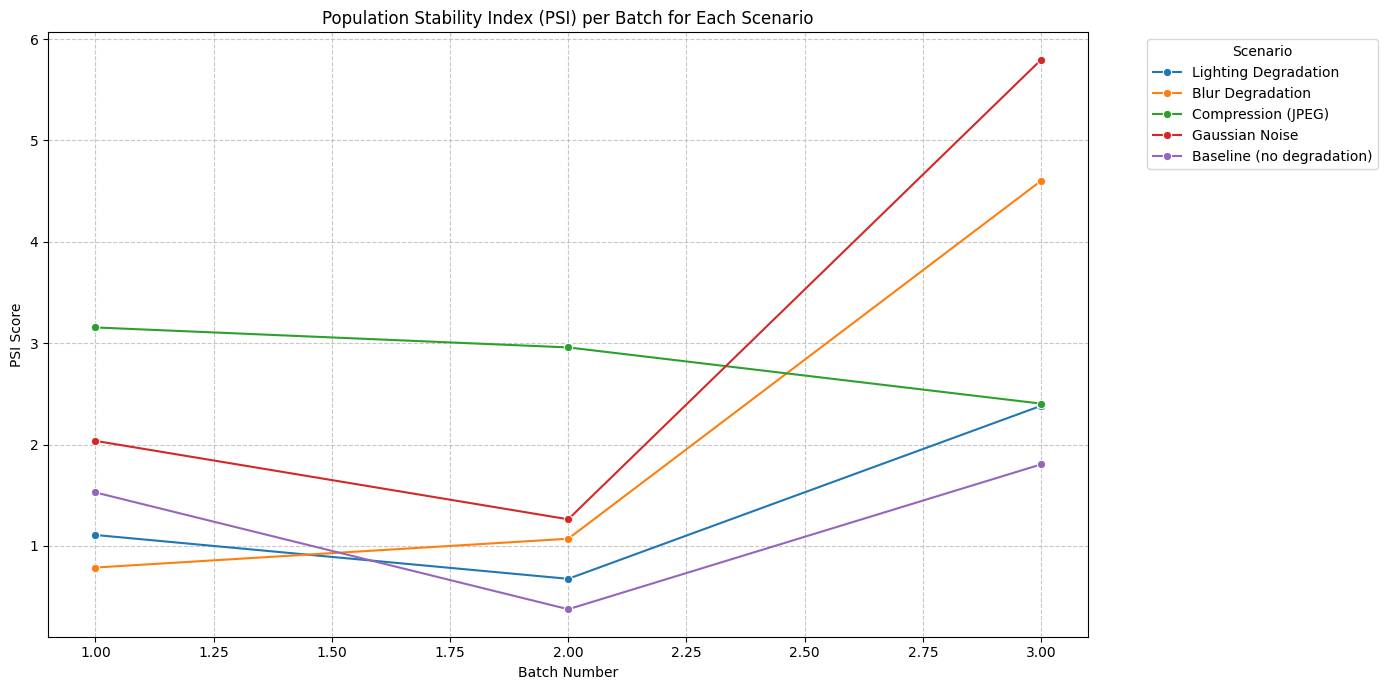 Population Stability Index (PSI) per Batch for Each Scenario
6
5
4
3
2
1
PSI Score
1.00 1.25 1.50 1.75 2.00 2.25 2.50 2.75 3.00
Batch Number
Scenario
Lighting Degradation
Blur Degradation
Compression (JPEG)
Gaussian Noise
Baseline (no degradation)